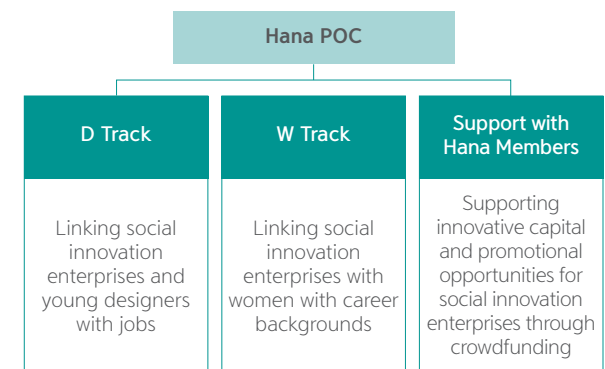 Hana POC
D Track
Linking social
innovation
enterprises and
young designers
with jobs
W Track
Linking social
innovation
enterprises with
women with career
backgrounds
Support with
Hana Members
Supporting
innovative capital
and promotional
opportunities for
social innovation
enterprises through
crowdfunding